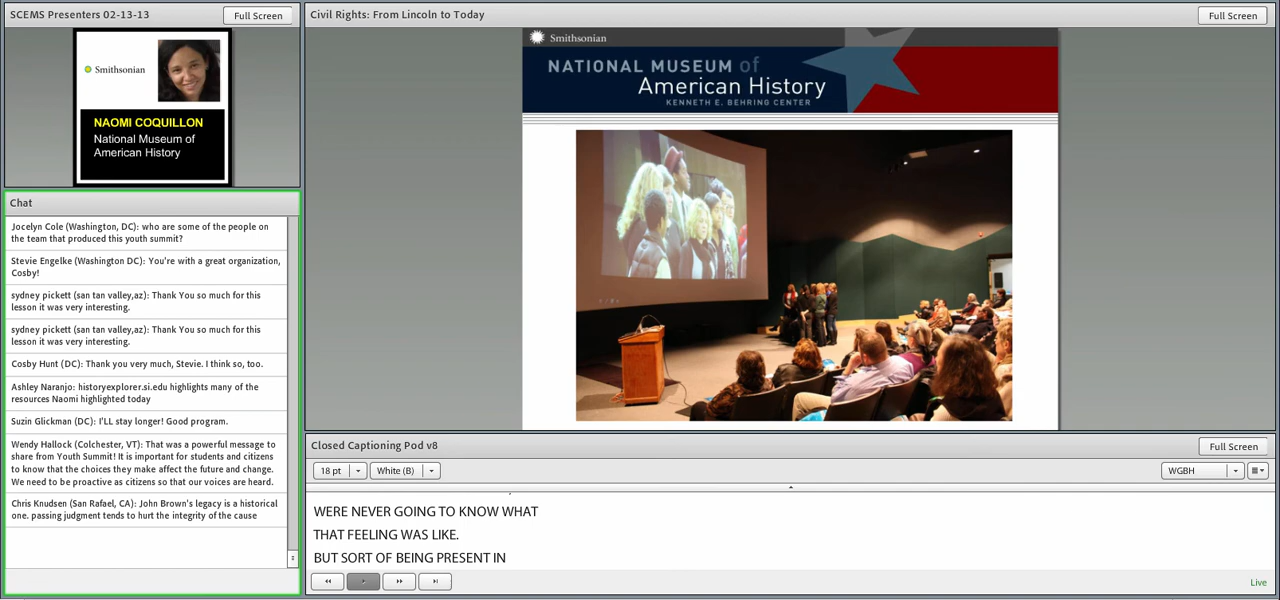 SCEMS Presenters 02-13-13
Full Screen
Smithsonian
NAOMI COQUILLON
National Museum of
American History
Chat
Jocelyn Cole (Washington, DC): who are some of the people on
the team that produced this youth summit?
Stevie Engelke (Washington DC): You're with a great organization,
Cosby!
sydney pickett (san tan valley,az): Thank You so much for this
lesson it was very interesting.
sydney pickett (san tan valley,az): Thank You so much for this
lesson it was very interesting.
Cosby Hunt (DC): Thank you very much, Stevie. I think so, too.
Ashley Naranjo: historyexplorer.si.edu highlights many of the
resources Naomi highlighted today
Suzin Glickman (DC): I'LL stay longer! Good program.
Wendy Hallock (Colchester, VT): That was a powerful message to
share from Youth Summit! It is important for students and citizens
to know that the choices they make affect the future and change.
We need to be proactive as citizens so that our voices are heard.
Chris Knudsen (San Rafael, CA): John Brown's legacy is a historical
one. passing judgment tends to hurt the integrity of the cause
Civil Rights: From Lincoln to Today
Full Screen
Smithsonian
NATIONAL MUSEUM of
American History
KENNETH E. BEHRING CENTER
Closed Captioning Pod v8
Full Screen
18 pt
White (B)
WGBH
WERE NEVER GOING TO KNOW WHAT
THAT FEELING WAS LIKE.
BUT SORT OF BEING PRESENT IN
Live